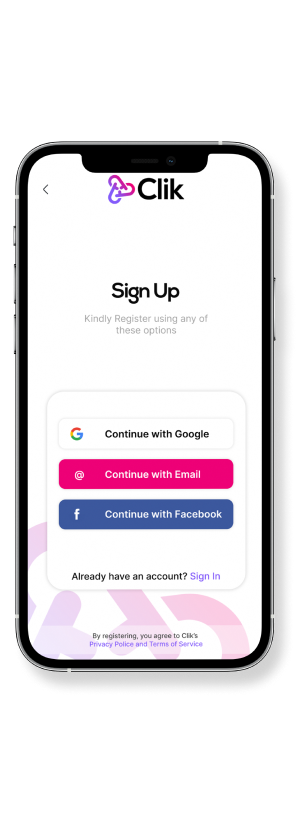 Clik
Sign Up
Kindly Register using any of
these options
Continue with Google
@ Continue with Email
f Continue with Facebook
Already have an account? Sign In
By registering, you agree to Clik's
Privacy Police and Terms of Service